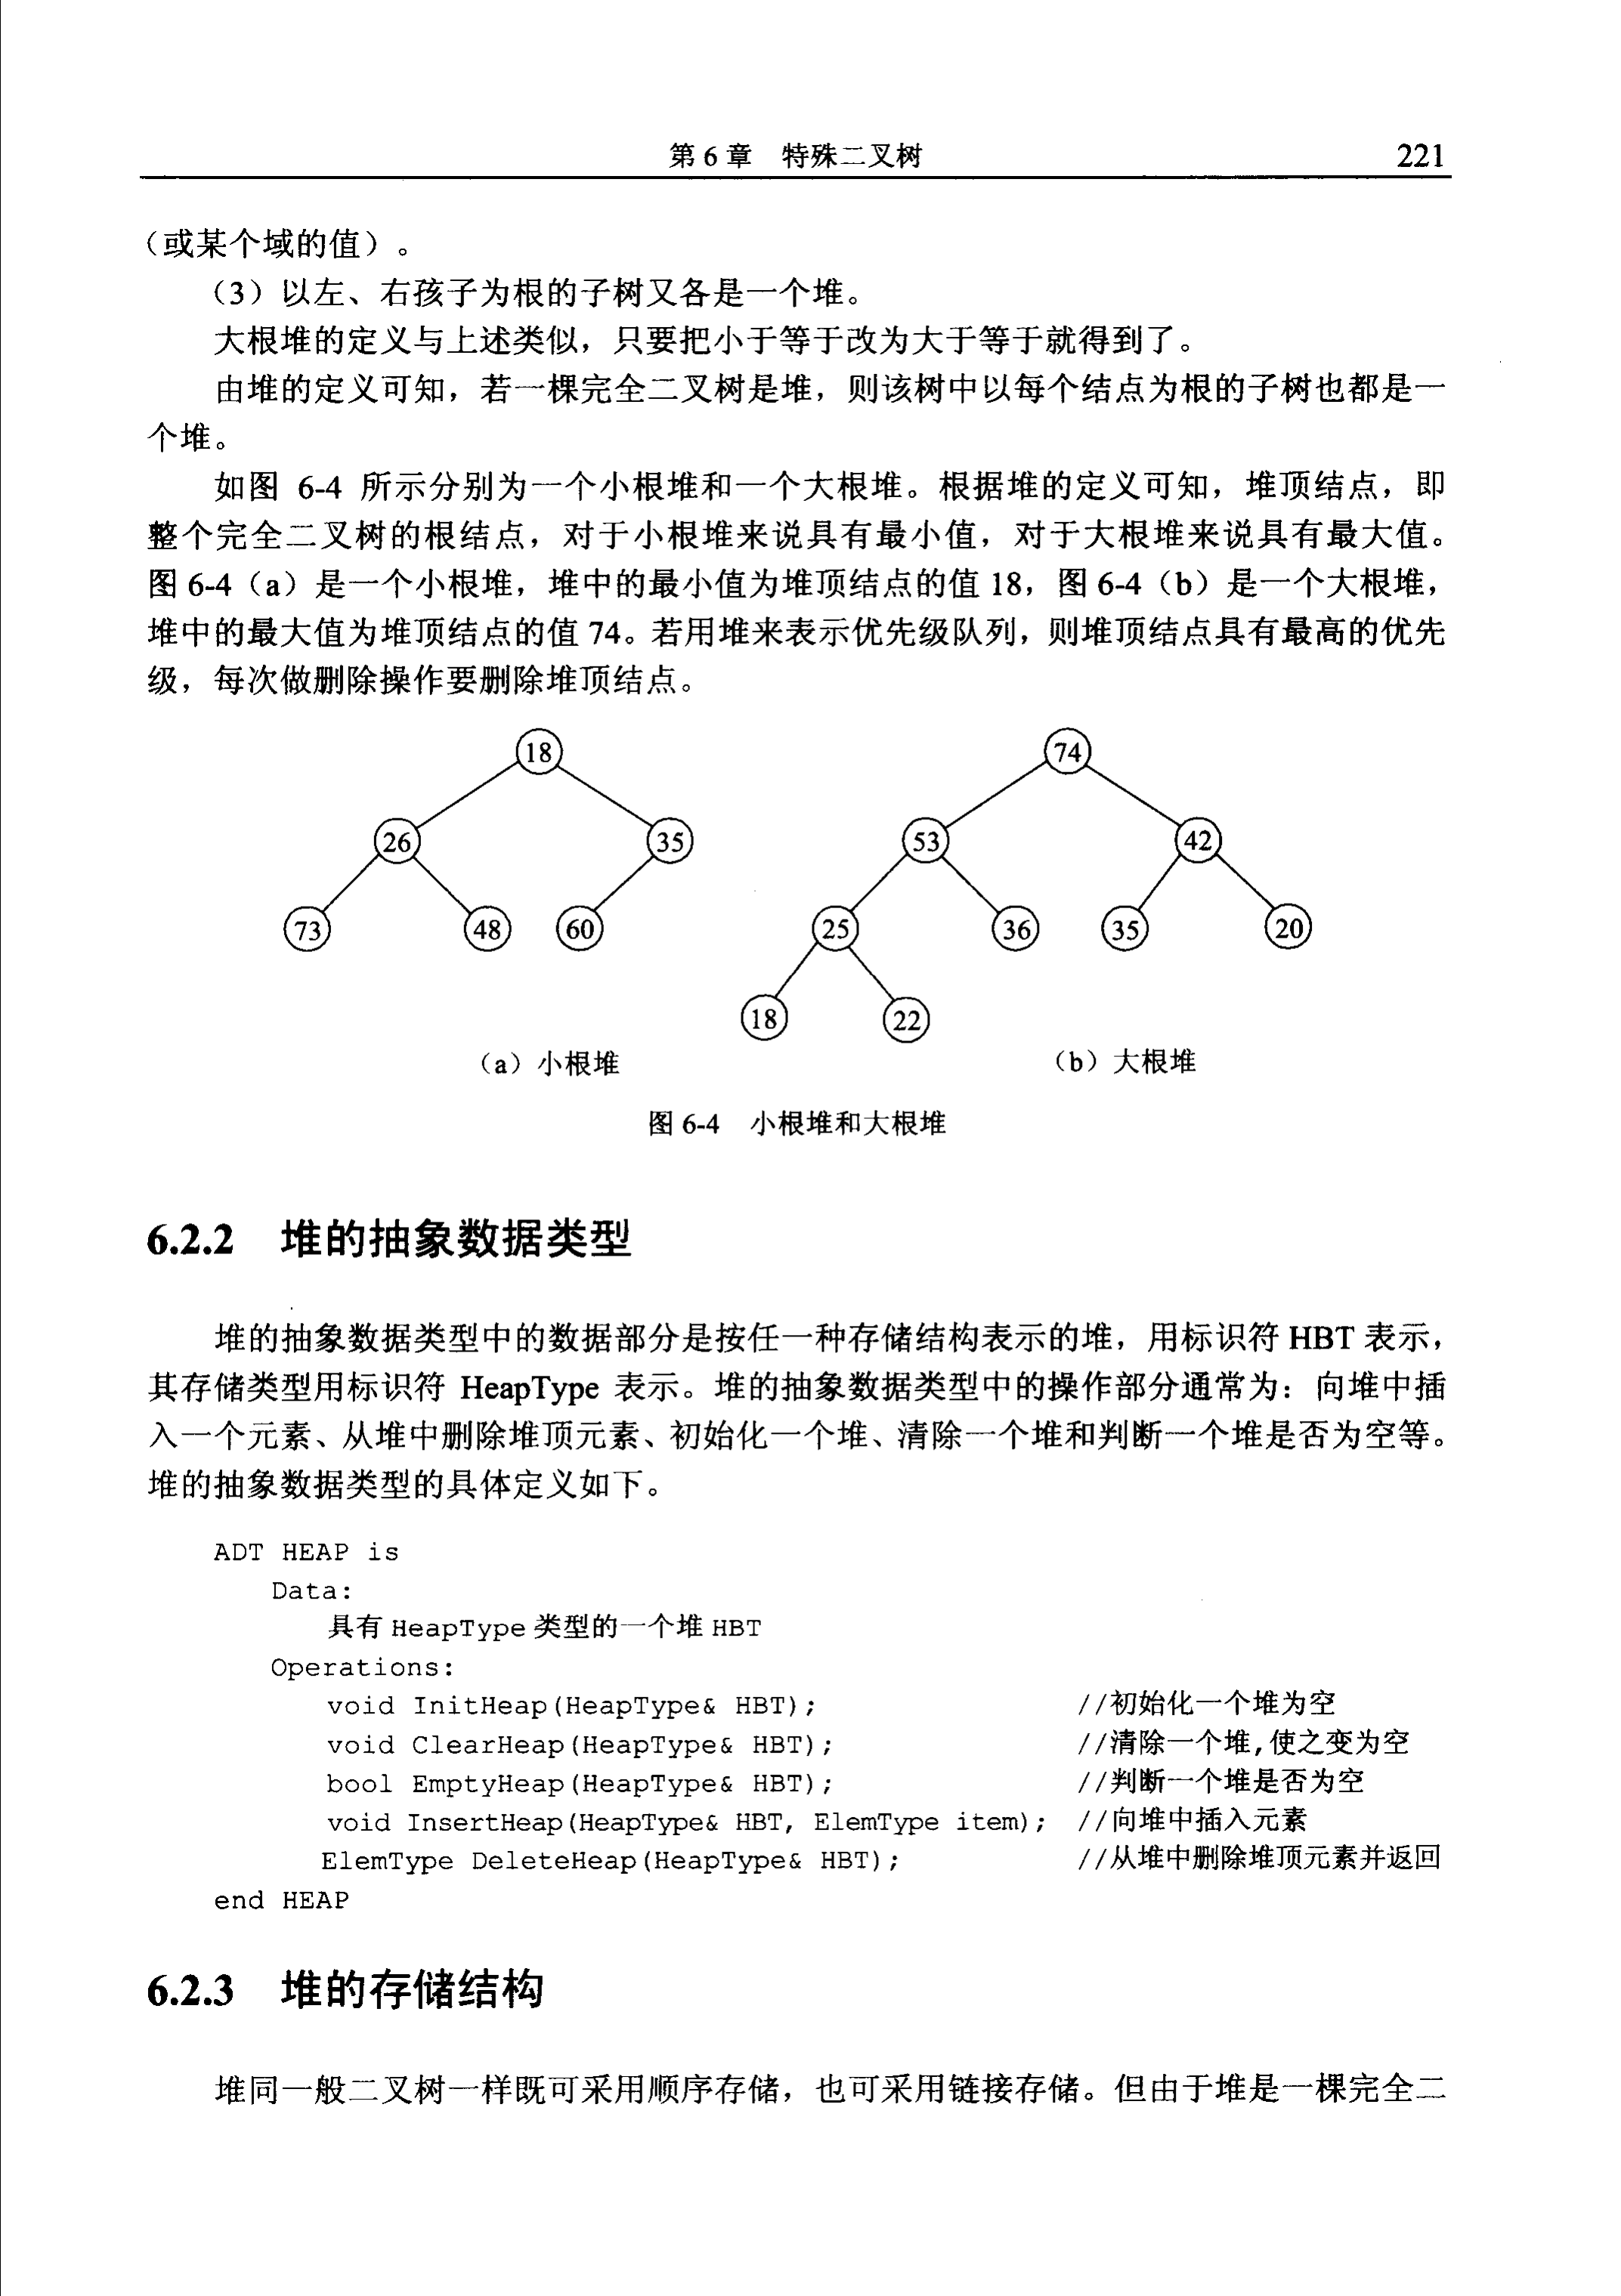 第 6 章　特殊二叉树　221
（或某个域的值）。
（3）以左、右孩子为根的子树又各是一个堆。
大根堆的定义与上述类似，只要把小于等于改为大于等于就得到了。
由堆的定义可知，若一棵完全二叉树是堆，则该树中以每个结点为根的子树也都是一
个堆。
如图 6-4 所示分别为一个小根堆和一个大根堆。根据堆的定义可知，堆顶结点，即
整个完全二叉树的根结点，对于小根堆来说具有最小值，对于大根堆来说具有最大值。
图 6-4（a）是一个小根堆，堆中的最小值为堆顶结点的值 18，图 6-4（b）是一个大根堆，
堆中的最大值为堆顶结点的值 74。若用堆来表示优先级队列，则堆顶结点具有最高的优先
级，每次做删除操作要删除堆顶结点。
18 74
26 35 53 42
73 48 60 25 36 35 20
18 22
（a）小根堆　（b）大根堆
图 6-4　小根堆和大根堆
6.2.2　堆的抽象数据类型
堆的抽象数据类型中的数据部分是按任一种存储结构表示的堆，用标识符 HBT 表示，
其存储类型用标识符 HeapType 表示。堆的抽象数据类型中的操作部分通常为：向堆中插
入一个元素、从堆中删除堆顶元素、初始化一个堆、清除一个堆和判断一个堆是否为空等。
堆的抽象数据类型的具体定义如下。
ADT HEAP is
Data:
具有 HeapType 类型的一个堆 HBT
Operations:
void InitHeap(HeapType& HBT); //初始化一个堆为空
void ClearHeap(HeapType& HBT); //清除一个堆,使之变为空
bool EmptyHeap(HeapType& HBT); //判断一个堆是否为空
void InsertHeap(HeapType& HBT, ElemType item); //向堆中插入元素
ElemType DeleteHeap(HeapType& HBT); //从堆中删除堆顶元素并返回
end HEAP
6.2.3　堆的存储结构
堆同一般二叉树一样既可采用顺序存储，也可采用链接存储。但由于堆是一棵完全二